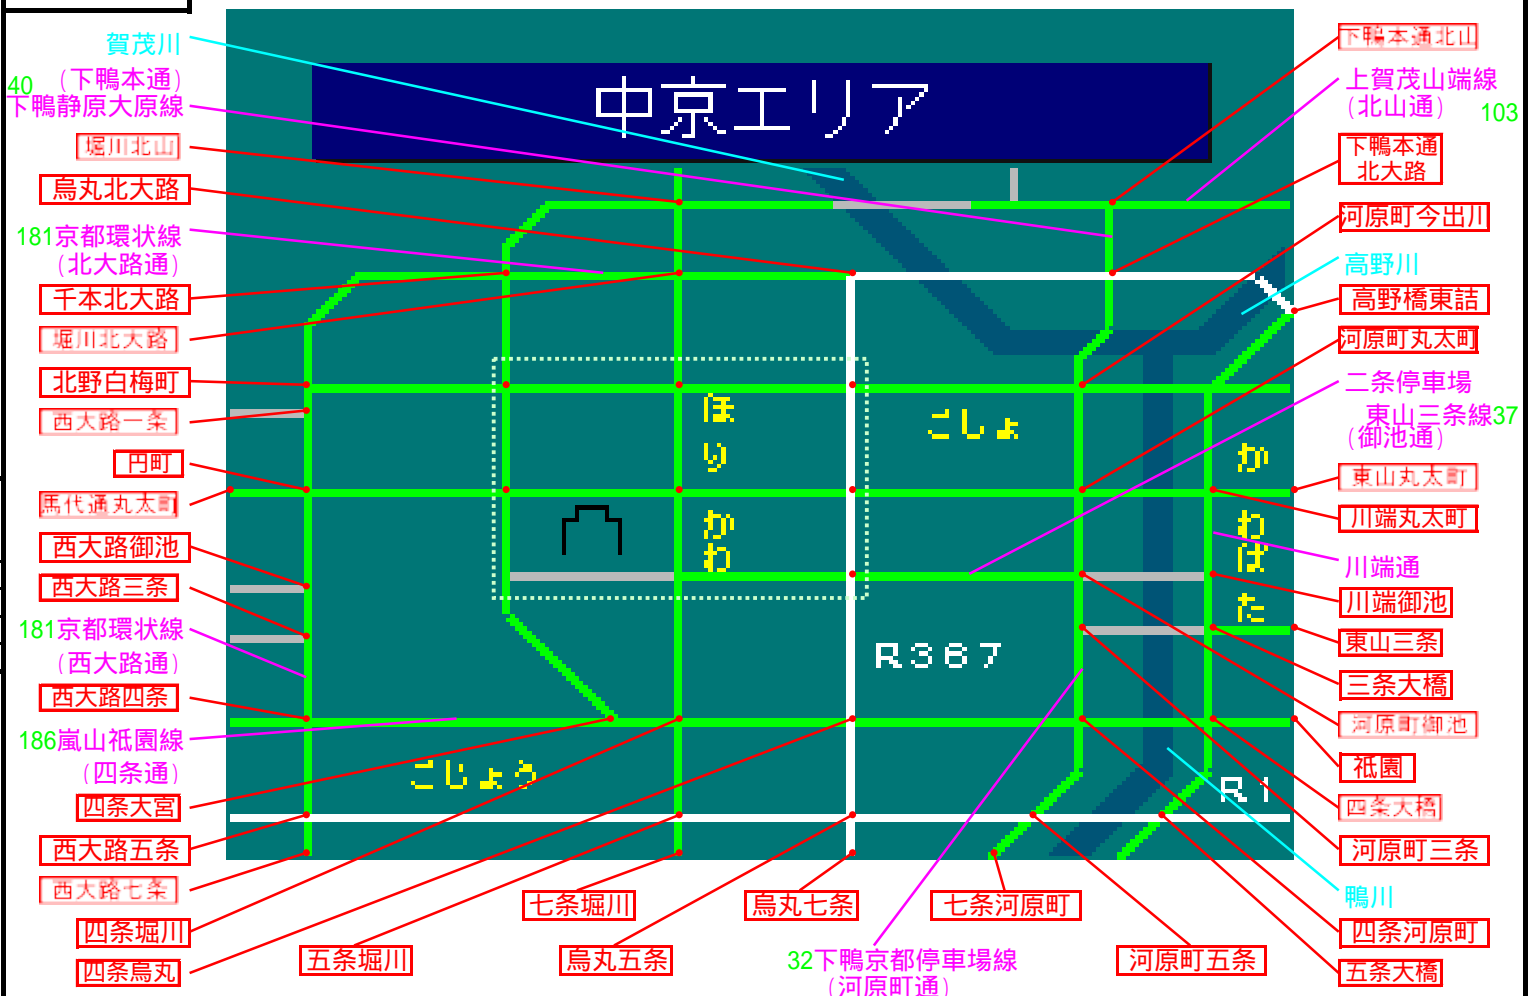 賀茂川
40 (下鴨本通)
下鴨静原大原線
堀川北山
烏丸北大路
181京都環状線
(北大路通)
千本北大路
堀川北大路
北野白梅町
西大路一条
円町
馬代通丸太町
西大路御池
西大路三条
181京都環状線
(西大路通)
西大路四条
186嵐山祇園線
(四条通)
四条大宮
西大路五条
西大路七条
四条堀川
四条烏丸
中京エリア
ほりかわ
ごしょ
かわばた
R367
ごじょう
R1
七条堀川
烏丸七条
七条河原町
五条堀川
烏丸五条
32下鴨京都停車場線
(河原町通)
河原町五条
下鴨本通北山
上賀茂山端線
(北山通) 103
下鴨本通
北大路
河原町今出川
高野川
高野橋東詰
河原町丸太町
二条停車場
東山三条線37
(御池通)
東山丸太町
川端丸太町
川端通
川端御池
東山三条
三条大橋
河原町御池
祇園
四条大橋
河原町三条
鴨川
四条河原町
五条大橋